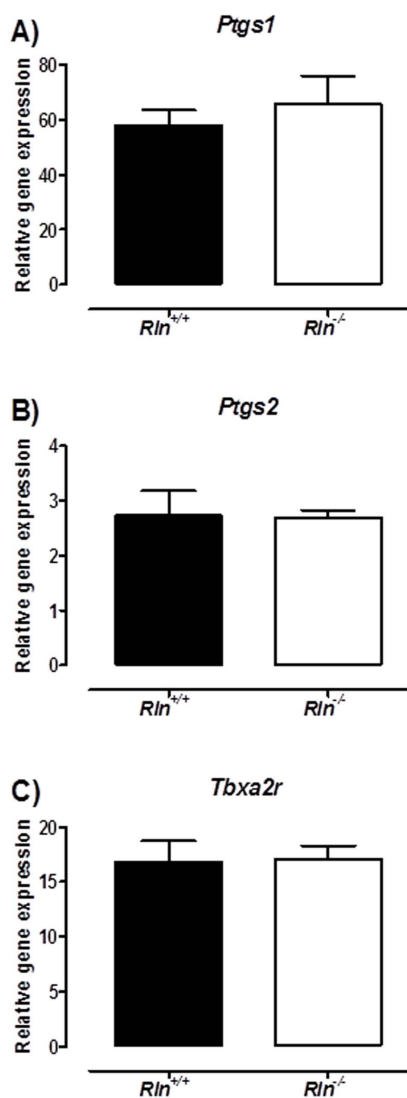 A)
Ptgs1
Relative gene expression
80
60
40
20
0
Rln+/+ Rln-/-
B)
Ptgs2
Relative gene expression
4
3
2
1
0
Rln+/+ Rln-/-
C)
Tbxa2r
Relative gene expression
20
15
10
5
0
Rln+/+ Rln-/-